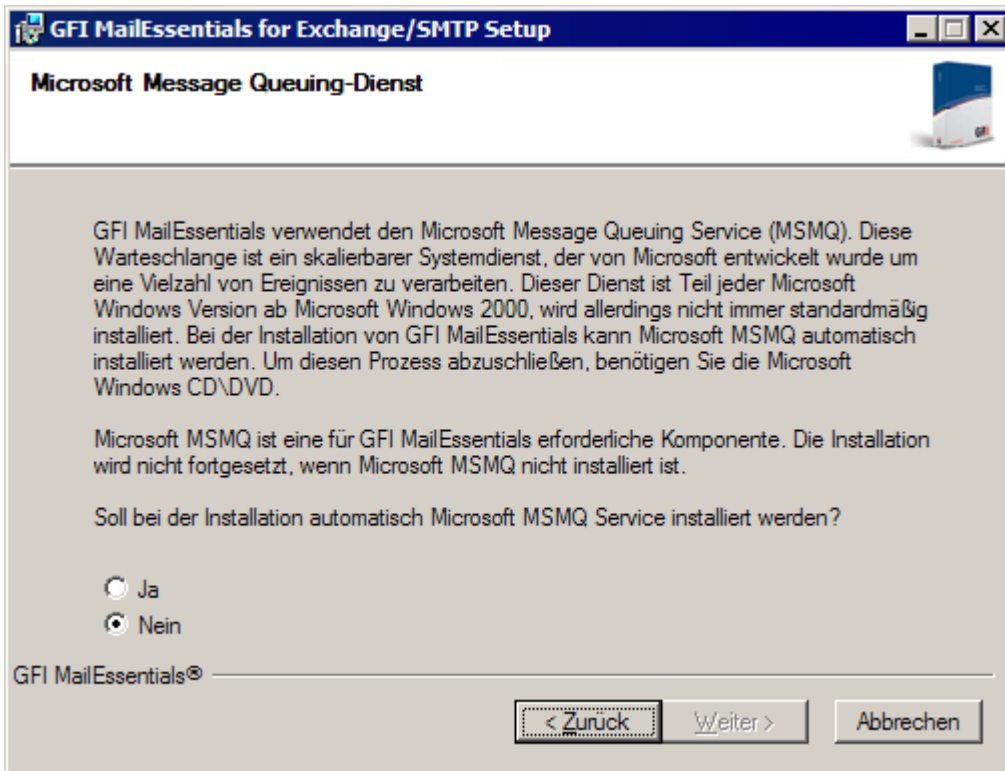 GFI MailEssentials for Exchange/SMTP Setup
Microsoft Message Queuing-Dienst
GFI
GFI MailEssentials verwendet den Microsoft Message Queuing Service (MSMQ). Diese
Warteschlange ist ein skalierbarer Systemdienst, der von Microsoft entwickelt wurde um
eine Vielzahl von Ereignissen zu verarbeiten. Dieser Dienst ist Teil jeder Microsoft
Windows Version ab Microsoft Windows 2000, wird allerdings nicht immer standardmäßig
installiert. Bei der Installation von GFI MailEssentials kann Microsoft MSMQ automatisch
installiert werden. Um diesen Prozess abzuschließen, benötigen Sie die Microsoft
Windows CD\DVD.
Microsoft MSMQ ist eine für GFI MailEssentials erforderliche Komponente. Die Installation
wird nicht fortgesetzt, wenn Microsoft MSMQ nicht installiert ist.
Soll bei der Installation automatisch Microsoft MSMQ Service installiert werden?
Ja
Nein
GFI MailEssentials®
< Zurück
Weiter >
Abbrechen